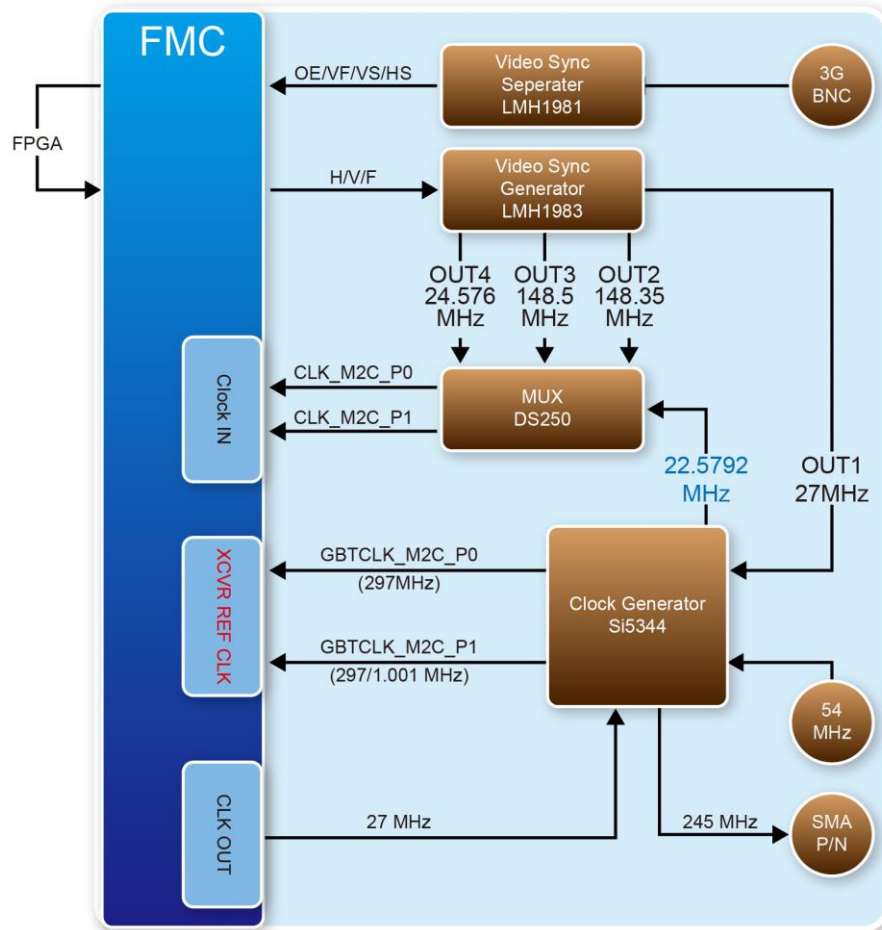 FMC
FPGA
OE/VF/VS/HS
Video Sync
Seperater
LMH1981
3G
BNC
H/V/F
Video Sync
Generator
LMH1983
OUT4
24.576
MHz
OUT3
148.5
MHz
OUT2
148.35
MHz
Clock IN
CLK_M2C_P0
CLK_M2C_P1
MUX
DS250
22.5792
MHz
OUT1
27MHz
XCVR REF CLK
GBTCLK_M2C_P0
(297MHz)
GBTCLK_M2C_P1
(297/1.001 MHz)
Clock Generator
Si5344
54
MHz
CLK OUT
27 MHz
245 MHz
SMA
P/N